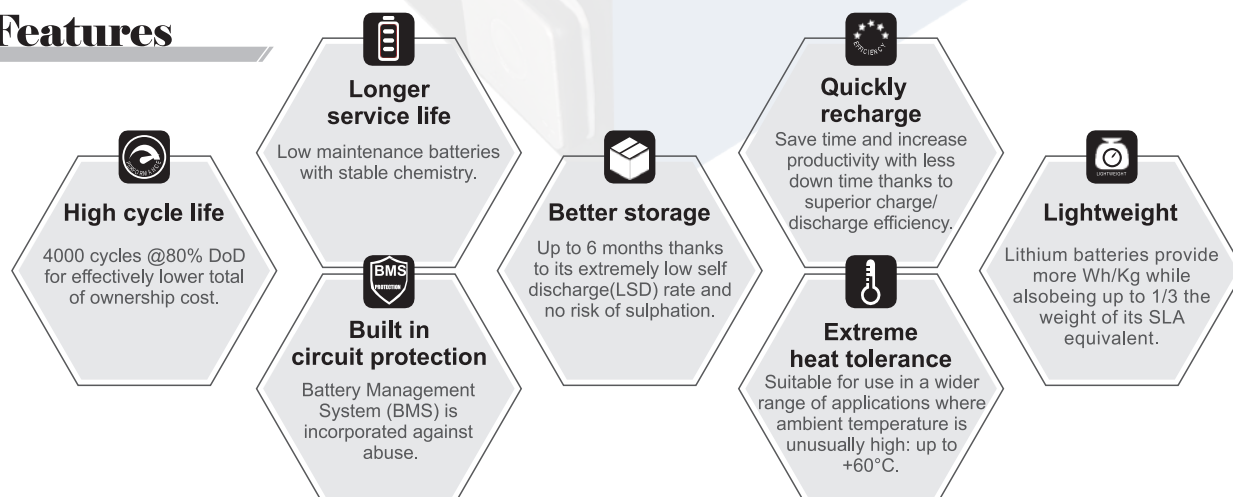 Features
PERFORMANCE
High cycle life
4000 cycles @80% DoD
for effectively lower total
of ownership cost.
Longer
service life
Low maintenance batteries
with stable chemistry.
BMS
PROTECTION
Built in
circuit protection
Battery Management
System (BMS) is
incorporated against
abuse.
Better storage
Up to 6 months thanks
to its extremely low self
discharge(LSD) rate and
no risk of sulphation.
EFFICIENCY
Quickly
recharge
Save time and increase
productivity with less
down time thanks to
superior charge/
discharge efficiency.
Extreme
heat tolerance
Suitable for use in a wider
range of applications where
ambient temperature is
unusually high: up to
+60°C.
LIGHTWEIGHT
Lightweight
Lithium batteries provide
more Wh/Kg while
alsobeing up to 1/3 the
weight of its SLA
equivalent.